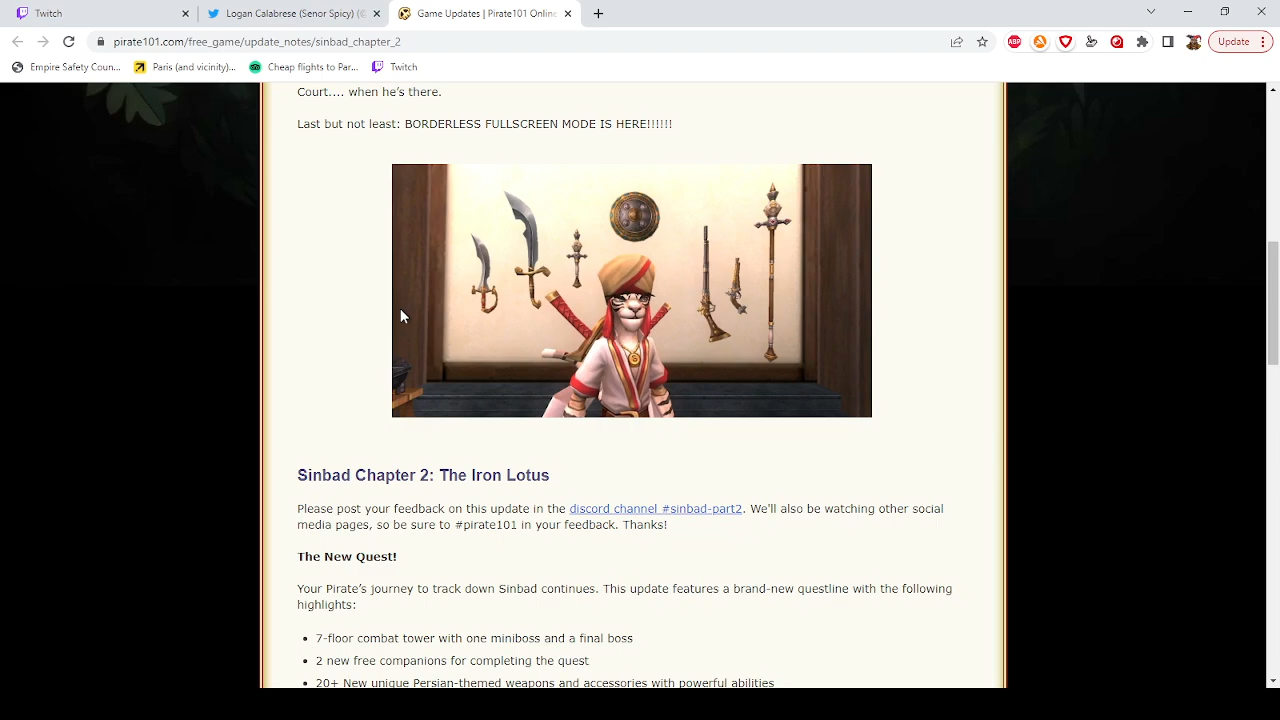 Twitch
Logan Calabrese (Senor Spicy) (@
Game Updates | Pirate101 Online
pirate101.com/free_game/update_notes/sinbad_chapter_2
ABP
Update
Empire Safety Coun...
Paris (and vicinity)...
Cheap flights to Par...
Twitch
Court.... when he’s there.
Last but not least: BORDERLESS FULLSCREEN MODE IS HERE!!!!!!
Sinbad Chapter 2: The Iron Lotus
Please post your feedback on this update in the discord channel #sinbad-part2. We'll also be watching other social
media pages, so be sure to #pirate101 in your feedback. Thanks!
The New Quest!
Your Pirate’s journey to track down Sinbad continues. This update features a brand-new questline with the following
highlights:
• 7-floor combat tower with one miniboss and a final boss
• 2 new free companions for completing the quest
• 20+ New unique Persian-themed weapons and accessories with powerful abilities